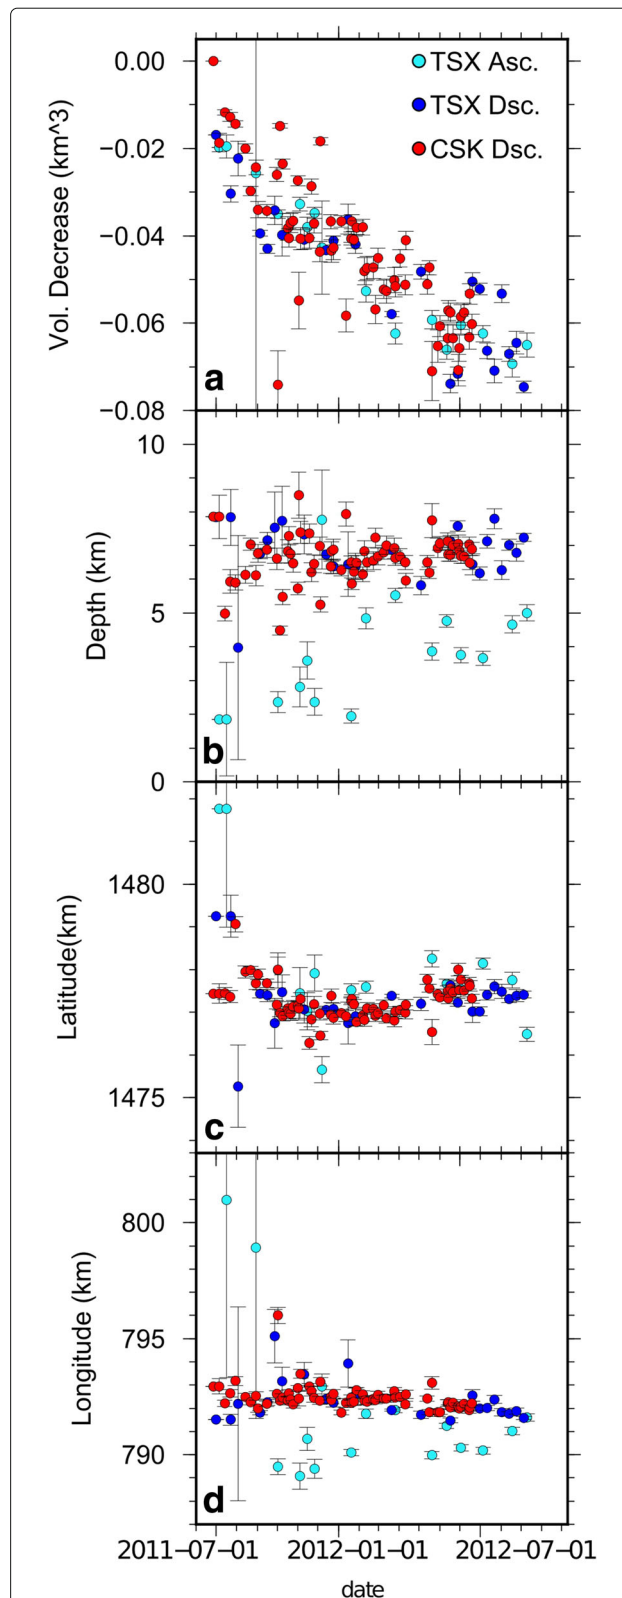 0.00
−0.02
−0.04
−0.06
−0.08
Vol. Decrease (km^3)
TSX Asc.
TSX Dsc.
CSK Dsc.
a
10
5
0
Depth (km)
b
1480
1475
Latitude(km)
c
800
795
790
Longitude (km)
d
2011−07−01 2012−01−01 2012−07−01
date